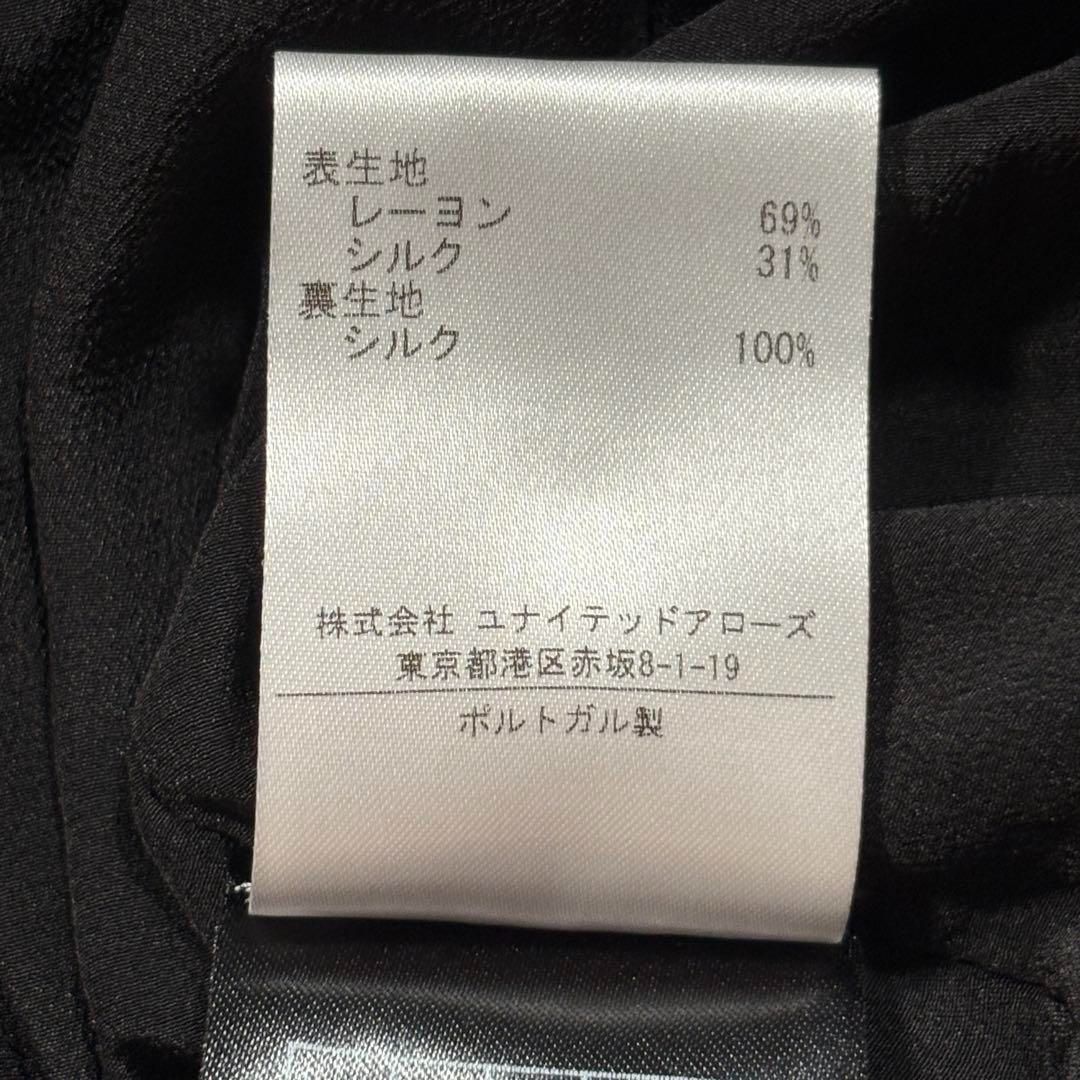 表生地
レーヨン 69%
シルク 31%
裏生地
シルク 100%
株式会社 ユナイテッドアローズ
東京都港区赤坂8-1-19
ポルトガル製